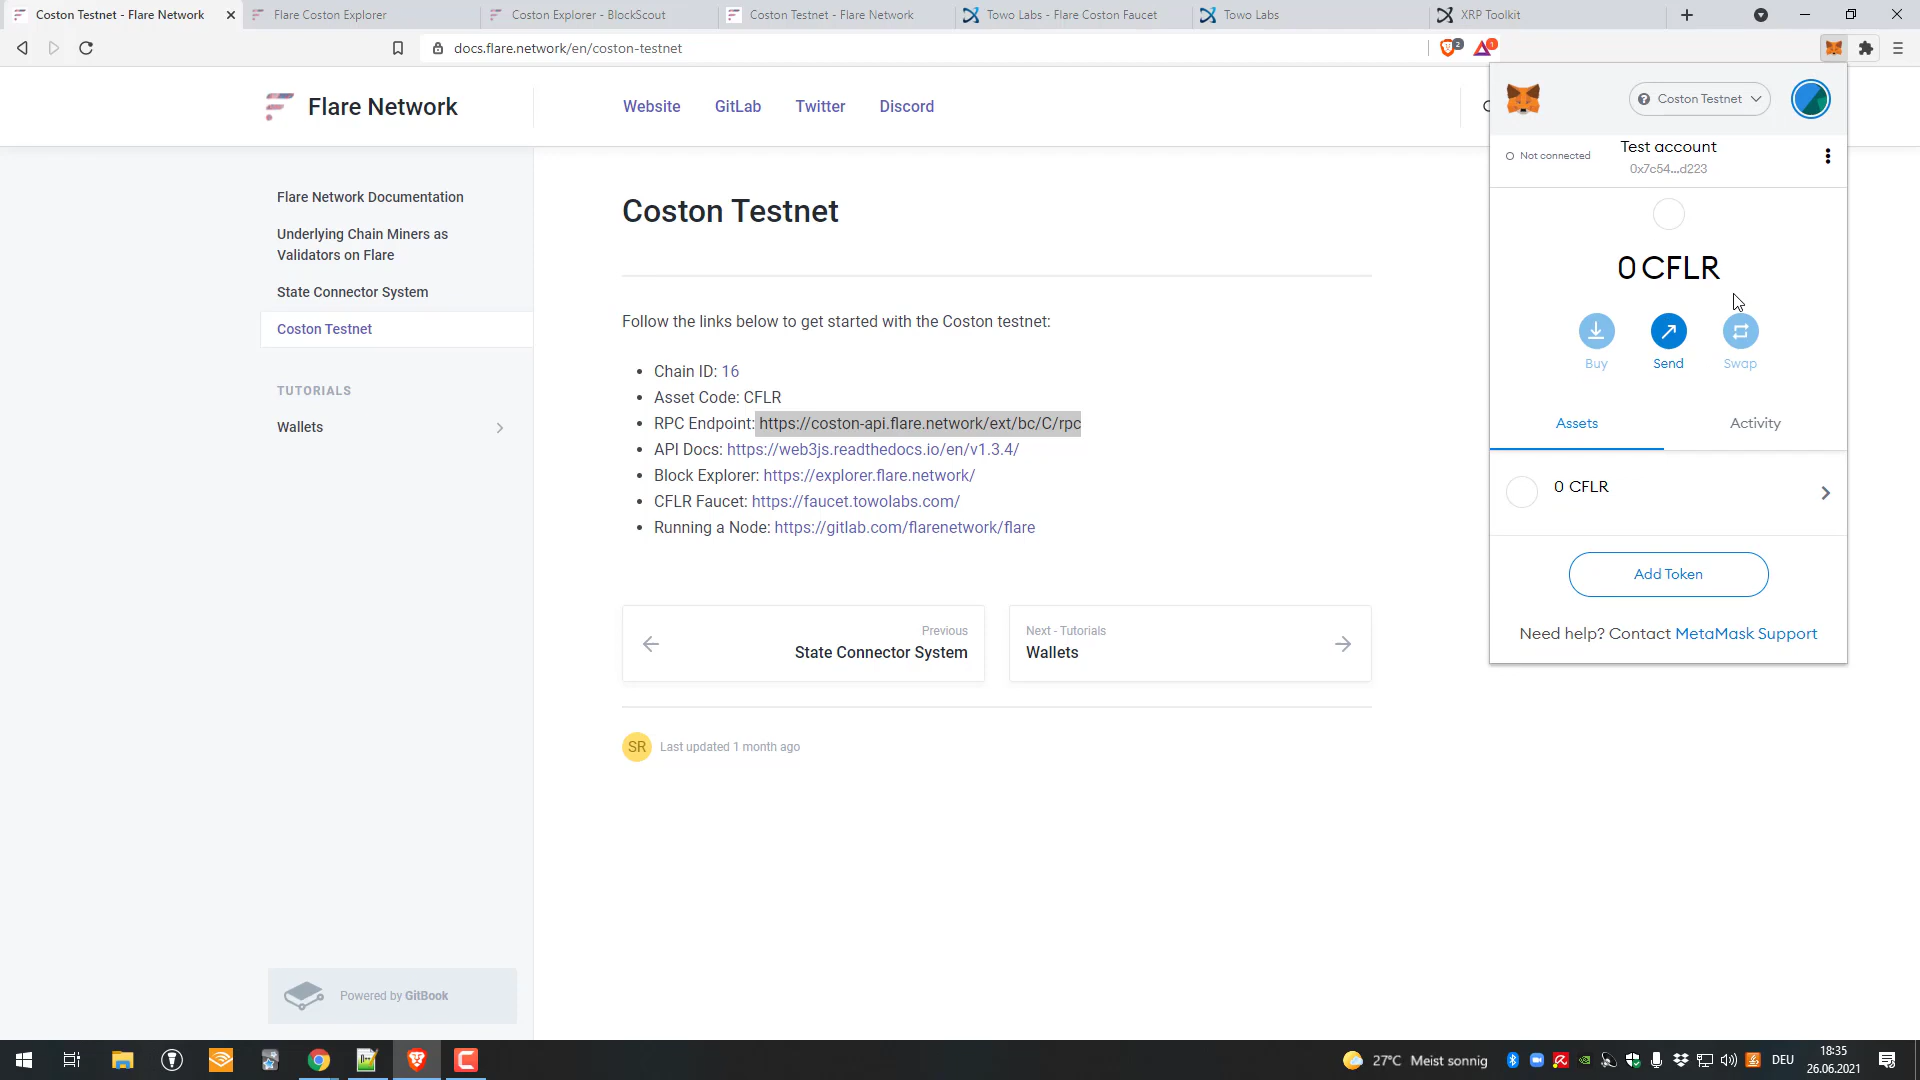 Coston Testnet - Flare Network
Flare Coston Explorer
Coston Explorer - BlockScout
Coston Testnet - Flare Network
Towo Labs - Flare Coston Faucet
Towo Labs
XRP Toolkit
docs.flare.network/en/coston-testnet
2
1
Flare Network
Website
GitLab
Twitter
Discord
Flare Network Documentation
Underlying Chain Miners as
Validators on Flare
State Connector System
Coston Testnet
TUTORIALS
Wallets
Powered by GitBook
Coston Testnet
Follow the links below to get started with the Coston testnet:
Chain ID: 16
Asset Code: CFLR
RPC Endpoint: https://coston-api.flare.network/ext/bc/C/rpc
API Docs: https://web3js.readthedocs.io/en/v1.3.4/
Block Explorer: https://explorer.flare.network/
CFLR Faucet: https://faucet.towolabs.com/
Running a Node: https://gitlab.com/flarenetwork/flare
Previous
State Connector System
Next - Tutorials
Wallets
SR
Last updated 1 month ago
Coston Testnet
Not connected
Test account
0x7c54...d223
0 CFLR
Buy
Send
Swap
Assets
Activity
0 CFLR
Add Token
Need help? Contact MetaMask Support
27°C Meist sonnig
DEU
18:35
26.06.2021